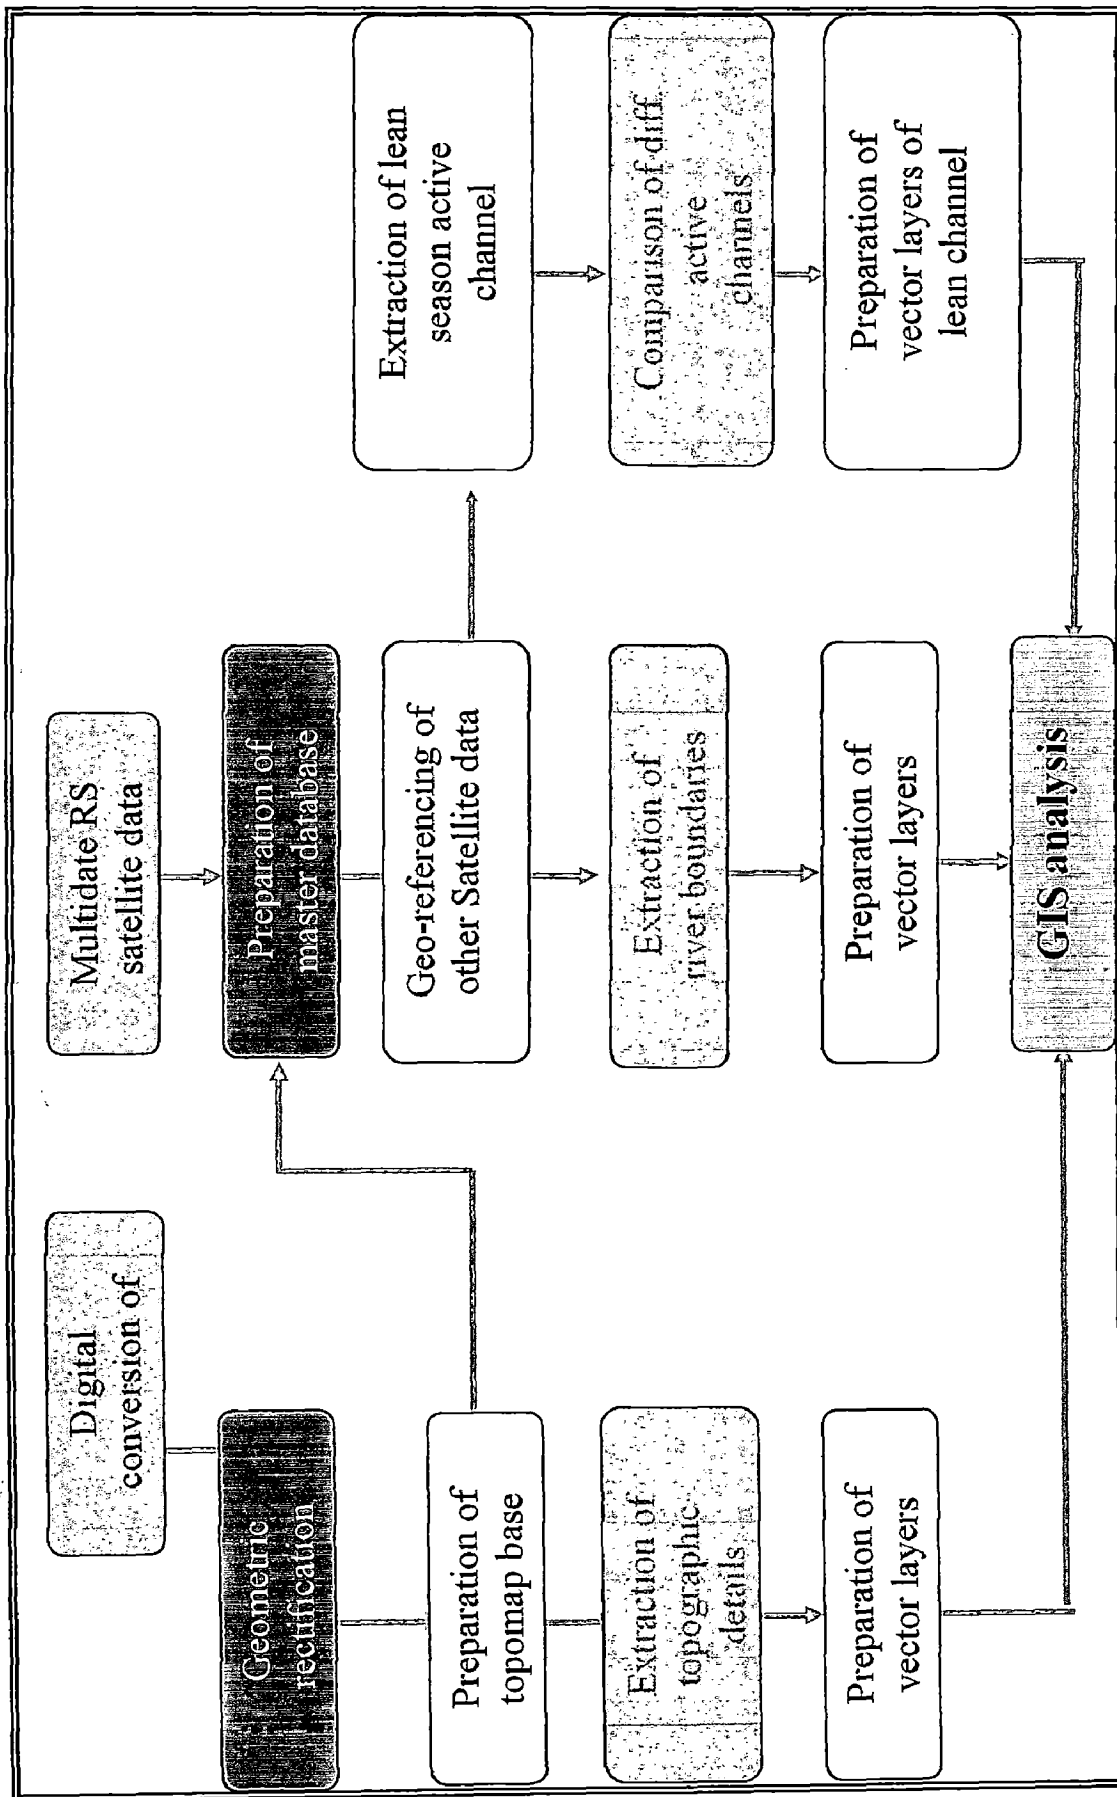 Digital
conversion of
Geometric
rectification
Preparation of
topomap base
Extraction of
topographic
details
Preparation of
vector layers
Multidate RS
satellite data
Preparation of
master database
Geo-referencing of
other Satellite data
Extraction of
river boundaries
Preparation of
vector layers
GIS analysis
Extraction of lean
season active
channel
Comparison of diff
active
channels
Preparation of
vector layers of
lean channel